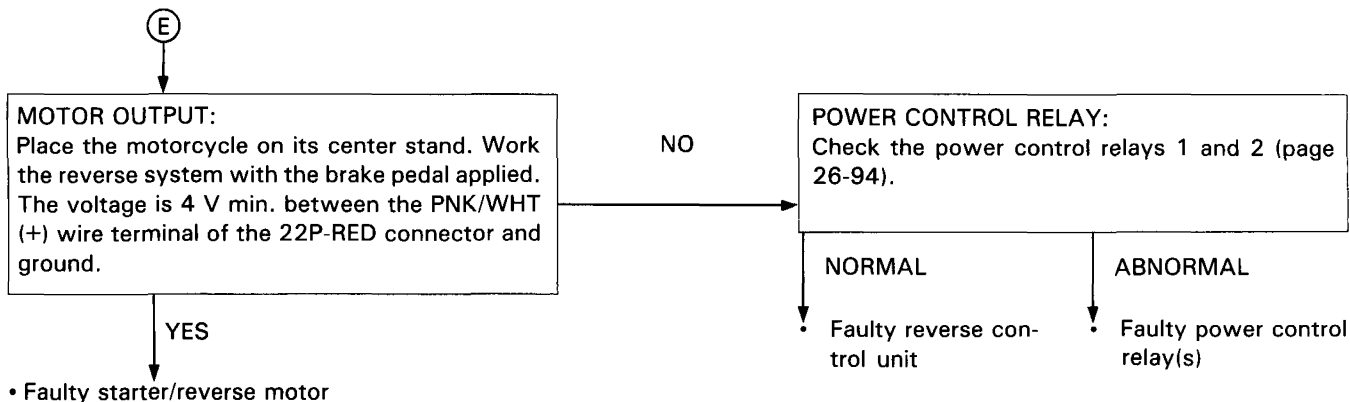 E
MOTOR OUTPUT:
Place the motorcycle on its center stand. Work
the reverse system with the brake pedal applied.
The voltage is 4 V min. between the PNK/WHT
(+) wire terminal of the 22P-RED connector and
ground.
NO
POWER CONTROL RELAY:
Check the power control relays 1 and 2 (page
26-94).
YES
• Faulty starter/reverse motor
NORMAL
• Faulty reverse con-
trol unit
ABNORMAL
• Faulty power control
relay(s)